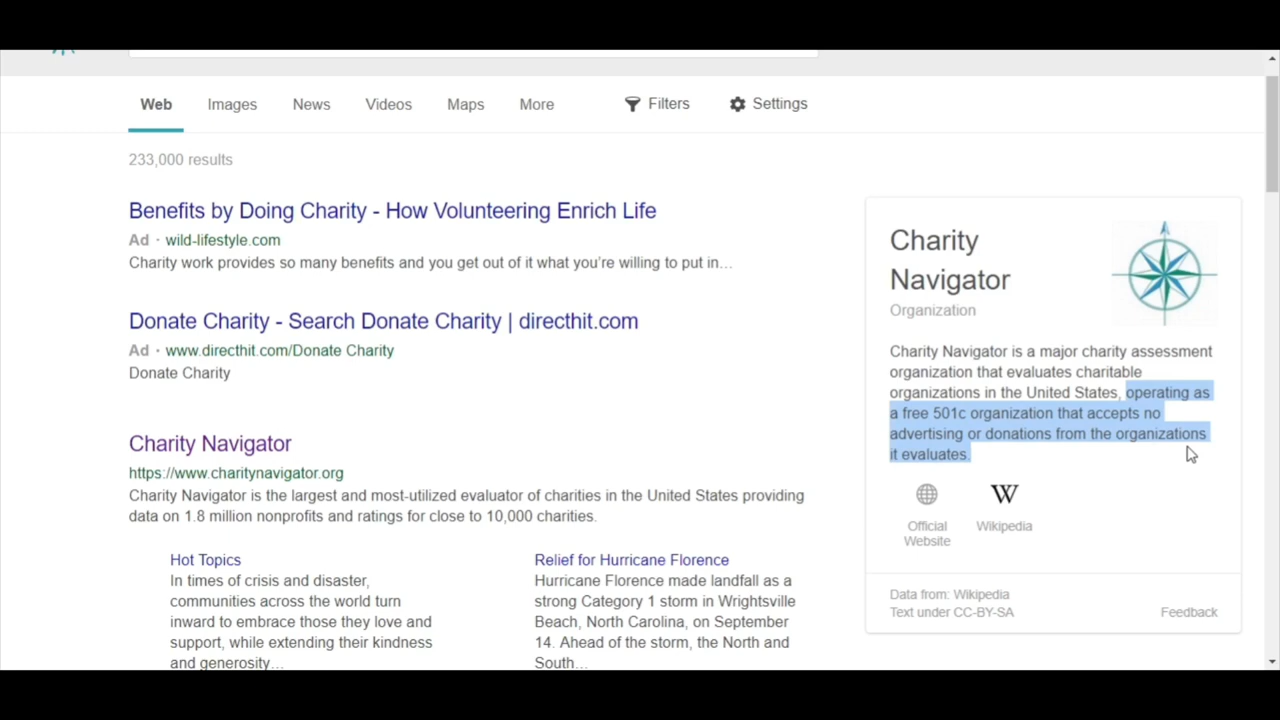 Web Images News Videos Maps More Filters Settings
233,000 results
Benefits by Doing Charity - How Volunteering Enrich Life
Ad · wild-lifestyle.com
Charity work provides so many benefits and you get out of it what you're willing to put in...
Donate Charity - Search Donate Charity | directhit.com
Ad · www.directhit.com/Donate Charity
Donate Charity
Charity Navigator
https://www.charitynavigator.org
Charity Navigator is the largest and most-utilized evaluator of charities in the United States providing
data on 1.8 million nonprofits and ratings for close to 10,000 charities.
Hot Topics
In times of crisis and disaster,
communities across the world turn
inward to embrace those they love and
support, while extending their kindness
and generosity...
Relief for Hurricane Florence
Hurricane Florence made landfall as a
strong Category 1 storm in Wrightsville
Beach, North Carolina, on September
14. Ahead of the storm, the North and
South...
Charity
Navigator
Organization
Charity Navigator is a major charity assessment
organization that evaluates charitable
organizations in the United States, operating as
a free 501c organization that accepts no
advertising or donations from the organizations
it evaluates.
W
Official
Website
Wikipedia
Data from: Wikipedia
Text under CC-BY-SA
Feedback